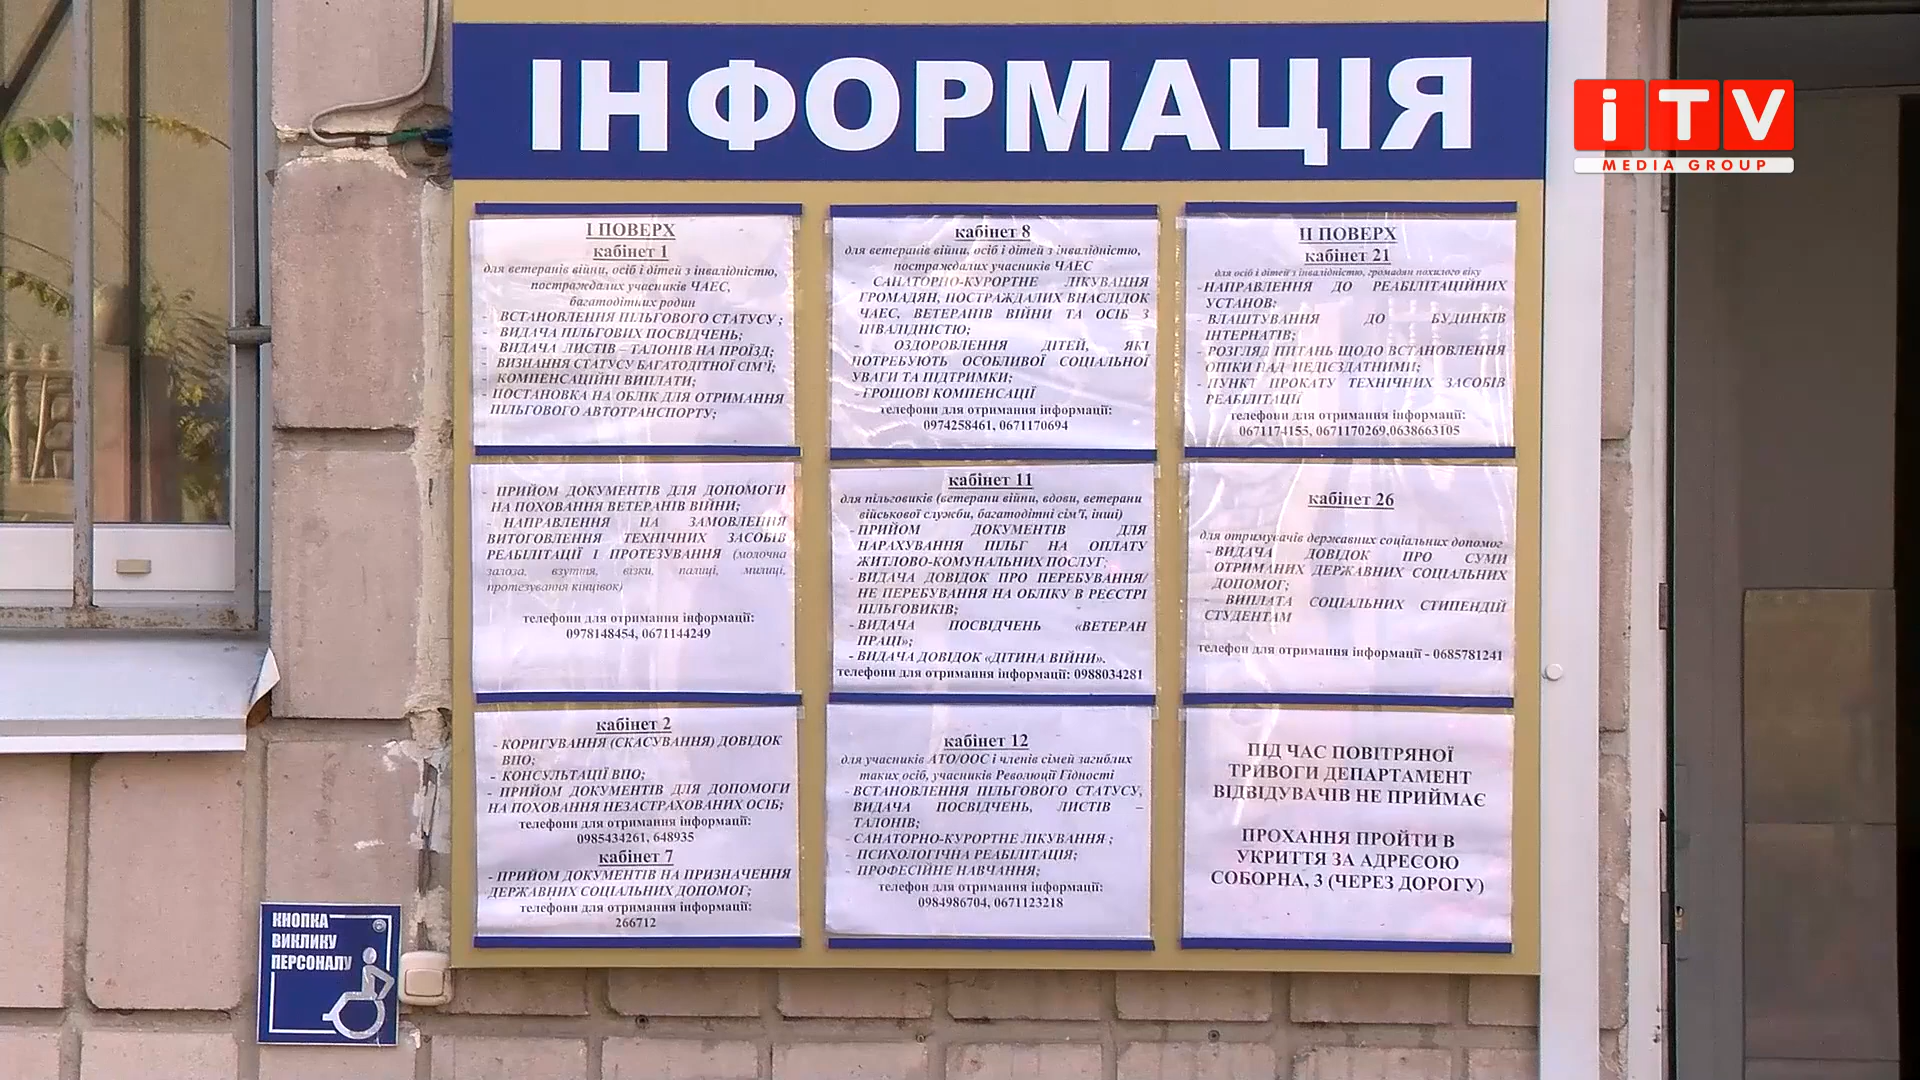 ІНФОРМАЦІЯ
iTV
MEDIA GROUP
І ПОВЕРХ
кабінет 1
для ветеранів війни, осіб і дітей з інвалідністю,
постраждалих учасників ЧАЕС,
багатодітних родин
- ВСТАНОВЛЕННЯ ПІЛЬГОВОГО СТАТУСУ ;
- ВИДАЧА ПІЛЬГОВИХ ПОСВІДЧЕНЬ;
- ВИДАЧА ЛИСТІВ – ТАЛОНІВ НА ПРОЇЗД;
- ВИЗНАННЯ СТАТУСУ БАГАТОДІТНОЇ СІМ'Ї;
- КОМПЕНСАЦІЙНІ ВИПЛАТИ;
- ПОСТАНОВКА НА ОБЛІК ДЛЯ ОТРИМАННЯ
ПІЛЬГОВОГО АВТОТРАНСПОРТУ;
- ПРИЙОМ ДОКУМЕНТІВ ДЛЯ ДОПОМОГИ
НА ПОХОВАННЯ ВЕТЕРАНІВ ВІЙНИ;
- НАПРАВЛЕННЯ НА ЗАМОВЛЕННЯ
ВИТОГОВЛЕННЯ ТЕХНІЧНИХ ЗАСОБІВ
РЕАБІЛІТАЦІЇ І ПРОТЕЗУВАННЯ (молочна
залоза, взуття, візки, палиці, милиці,
протезування кінцівок)
телефони для отримання інформації:
0978148454, 0671144249
кабінет 2
- КОРИГУВАННЯ (СКАСУВАННЯ) ДОВІДОК
ВПО;
- КОНСУЛЬТАЦІЇ ВПО;
- ПРИЙОМ ДОКУМЕНТІВ ДЛЯ ДОПОМОГИ
НА ПОХОВАННЯ НЕЗАСТРАХОВАНИХ ОСІБ;
телефони для отримання інформації:
0985434261, 648935
кабінет 7
- ПРИЙОМ ДОКУМЕНТІВ НА ПРИЗНАЧЕННЯ
ДЕРЖАВНИХ СОЦІАЛЬНИХ ДОПОМОГ;
телефони для отримання інформації:
266712
кабінет 8
для ветеранів війни, осіб і дітей з інвалідністю,
постраждалих учасників ЧАЕС
- САНАТОРНО-КУРОРТНЕ ЛІКУВАННЯ
ГРОМАДЯН, ПОСТРАЖДАЛИХ ВНАСЛІДОК
ЧАЕС, ВЕТЕРАНІВ ВІЙНИ ТА ОСІБ З
ІНВАЛІДНІСТЮ;
- ОЗДОРОВЛЕННЯ ДІТЕЙ, ЯКІ
ПОТРЕБУЮТЬ ОСОБЛИВОЇ СОЦІАЛЬНОЇ
УВАГИ ТА ПІДТРИМКИ;
- ГРОШОВІ КОМПЕНСАЦІЇ
телефони для отримання інформації:
0974258461, 0671170694
кабінет 11
для пільговиків (ветерани війни, вдови, ветерани
військової служби, багатодітні сім'ї, інші)
- ПРИЙОМ ДОКУМЕНТІВ ДЛЯ
НАРАХУВАННЯ ПІЛЬГ НА ОПЛАТУ
ЖИТЛОВО-КОМУНАЛЬНИХ ПОСЛУГ;
- ВИДАЧА ДОВІДОК ПРО ПЕРЕБУВАННЯ/
НЕ ПЕРЕБУВАННЯ НА ОБЛІКУ В РЕЄСТРІ
ПІЛЬГОВИКІВ;
- ВИДАЧА ПОСВІДЧЕНЬ «ВЕТЕРАН
ПРАЦІ»;
- ВИДАЧА ДОВІДОК «ДІТИНА ВІЙНИ».
телефони для отримання інформації: 0988034281
кабінет 12
для учасників АТО/ООС і членів сімей загиблих
таких осіб, учасників Революції Гідності
- ВСТАНОВЛЕННЯ ПІЛЬГОВОГО СТАТУСУ,
ВИДАЧА ПОСВІДЧЕНЬ, ЛИСТІВ –
ТАЛОНІВ;
- САНАТОРНО-КУРОРТНЕ ЛІКУВАННЯ ;
- ПСИХОЛОГІЧНА РЕАБІЛІТАЦІЯ;
- ПРОФЕСІЙНЕ НАВЧАННЯ;
телефони для отримання інформації:
0984986704, 0671123218
ІІ ПОВЕРХ
кабінет 21
для осіб і дітей з інвалідністю, громадян похилого віку
- НАПРАВЛЕННЯ ДО РЕАБІЛІТАЦІЙНИХ
УСТАНОВ;
- ВЛАШТУВАННЯ ДО БУДИНКІВ
ІНТЕРНАТІВ;
- РОЗГЛЯД ПИТАНЬ ЩОДО ВСТАНОВЛЕННЯ
ОПІКИ НАД НЕДІЄЗДАТНИМИ;
- ПУНКТ ПРОКАТУ ТЕХНІЧНИХ ЗАСОБІВ
РЕАБІЛІТАЦІЇ
телефони для отримання інформації:
0671174155, 0671170269,0638663105
кабінет 26
для отримувачів державних соціальних допомог
- ВИДАЧА ДОВІДОК ПРО СУМИ
ОТРИМАНИХ ДЕРЖАВНИХ СОЦІАЛЬНИХ
ДОПОМОГ;
- ВИПЛАТА СОЦІАЛЬНИХ СТИПЕНДІЙ
СТУДЕНТАМ
телефон для отримання інформації - 0685781241
ПІД ЧАС ПОВІТРЯНОЇ
ТРИВОГИ ДЕПАРТАМЕНТ
ВІДВІДУВАЧІВ НЕ ПРИЙМАЄ
ПРОХАННЯ ПРОЙТИ В
УКРИТТЯ ЗА АДРЕСОЮ
СОБОРНА, 3 (ЧЕРЕЗ ДОРОГУ)
КНОПКА
ВИКЛИКУ
ПЕРСОНАЛУ